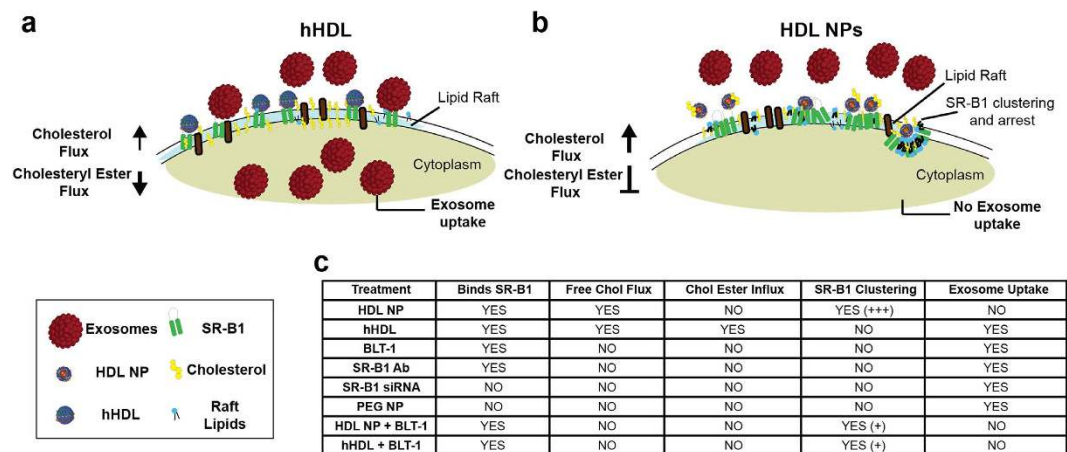 a
hHDL
Lipid Raft
Cholesterol
Flux
Cholesteryl Ester
Flux
Cytoplasm
Exosome
uptake
b
HDL NPs
Lipid Raft
SR-B1 clustering
and arrest
Cholesterol
Flux
Cholesteryl Ester
Flux
Cytoplasm
No Exosome
uptake
Exosomes
SR-B1
HDL NP
Cholesterol
hHDL
Raft
Lipids
c
Treatment Binds SR-B1 Free Chol Flux Chol Ester Influx SR-B1 Clustering Exosome Uptake
HDL NP YES YES NO YES (+++) NO
hHDL YES YES YES NO YES
BLT-1 YES NO NO NO YES
SR-B1 Ab YES NO NO NO YES
SR-B1 siRNA NO NO NO NO YES
PEG NP NO NO NO NO YES
HDL NP + BLT-1 YES NO NO YES (+) NO
hHDL + BLT-1 YES NO NO YES (+) NO